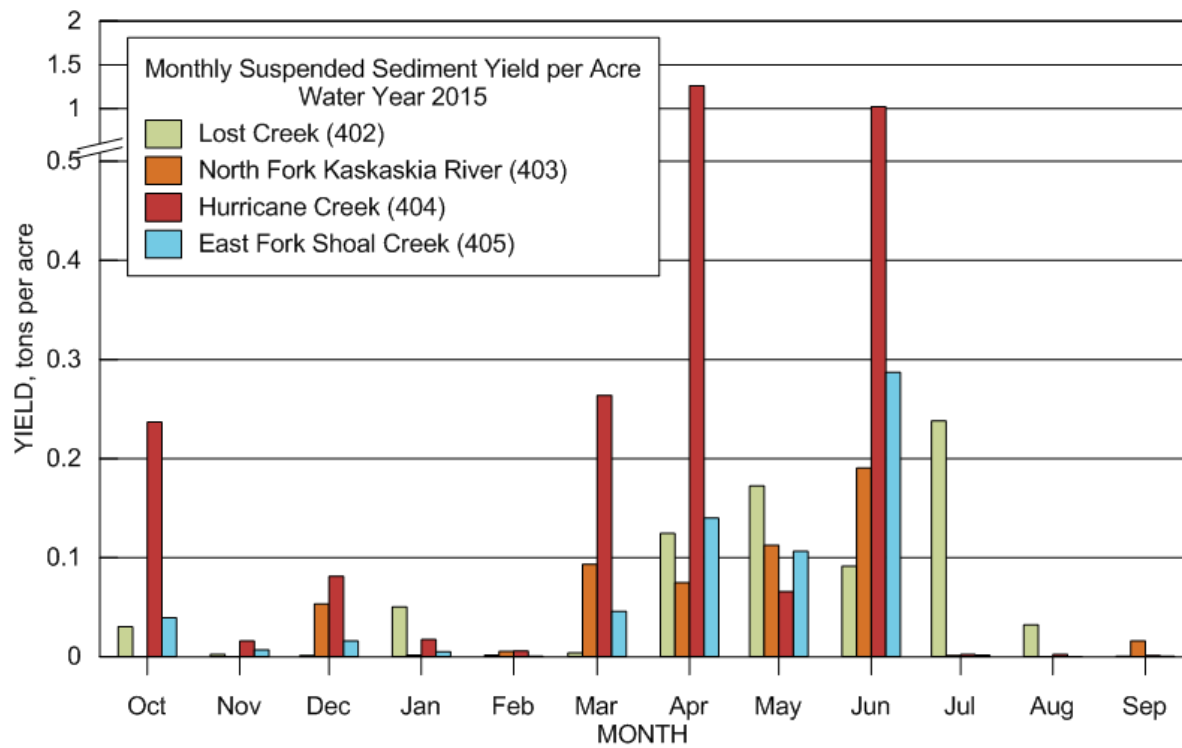 2
1.5
1
0.5
0.4
0.3
0.2
0.1
0
YIELD, tons per acre
Monthly Suspended Sediment Yield per Acre
Water Year 2015
Lost Creek (402)
North Fork Kaskaskia River (403)
Hurricane Creek (404)
East Fork Shoal Creek (405)
Oct Nov Dec Jan Feb Mar Apr May Jun Jul Aug Sep
MONTH